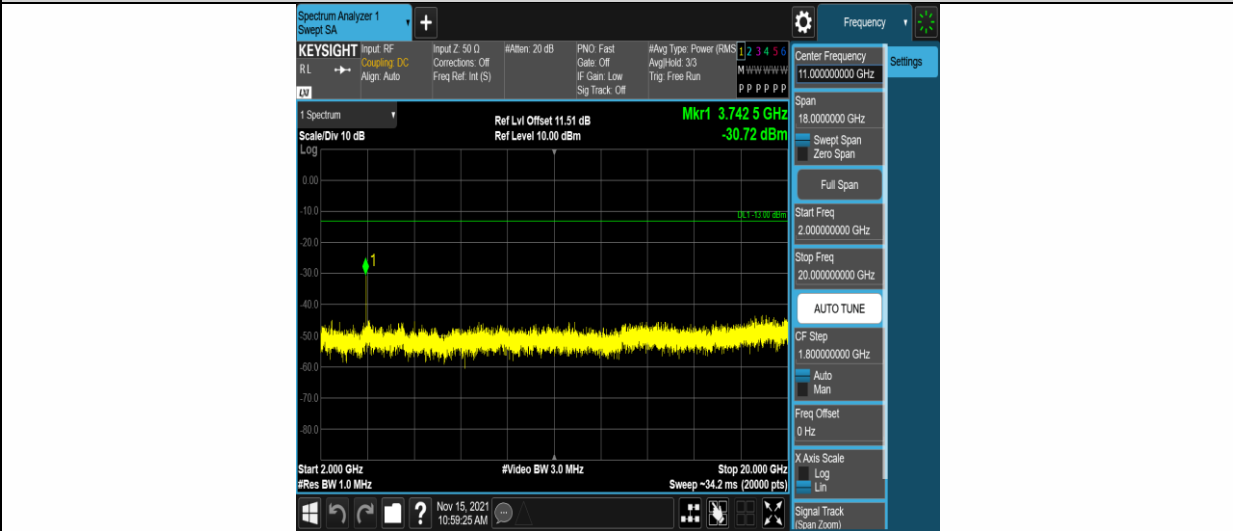 Spectrum Analyzer 1
Swept SA
+
Frequency
KEYSIGHT
RL
LXI
Input: RF
Coupling: DC
Align: Auto
Input Z: 50 Ω
Corrections: Off
Freq Ref: Int (S)
#Atten: 20 dB
PNO: Fast
Gate: Off
IF Gain: Low
Sig Track: Off
#Avg Type: Power (RMS
Avg|Hold: 3/3
Trig: Free Run
1 2 3 4 5 6
M W W W W W
P P P P P P
1 Spectrum
Scale/Div 10 dB
Log
Ref Lvl Offset 11.51 dB
Ref Level 10.00 dBm
Mkr1 3.742 5 GHz
-30.72 dBm
0.00
-10.0
DL1 -13.00 dBm
-20.0
1
-30.0
-40.0
-50.0
-60.0
-70.0
-80.0
Start 2.000 GHz
#Res BW 1.0 MHz
#Video BW 3.0 MHz
Stop 20.000 GHz
Sweep ~34.2 ms (20000 pts)
?
Nov 15, 2021
10:59:25 AM
Center Frequency
11.000000000 GHz
Settings
Span
18.0000000 GHz
Swept Span
Zero Span
Full Span
Start Freq
2.000000000 GHz
Stop Freq
20.000000000 GHz
AUTO TUNE
CF Step
1.800000000 GHz
Auto
Man
Freq Offset
0 Hz
X Axis Scale
Log
Lin
Signal Track
(Span Zoom)